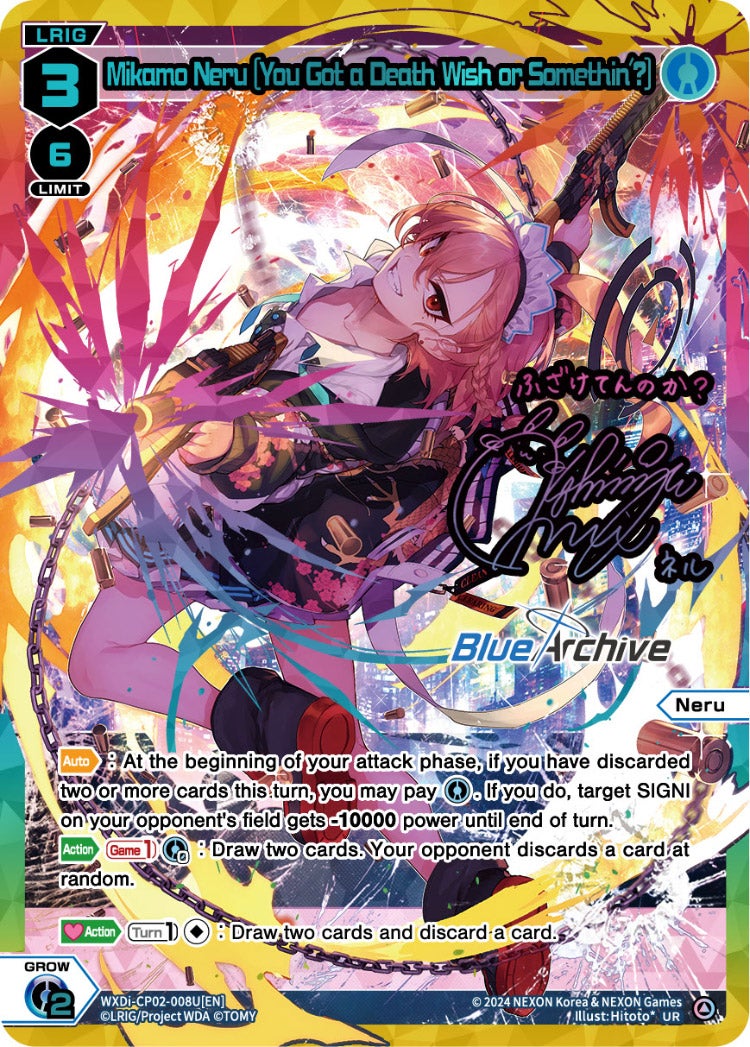 LRIG
3
Mikamo Neru (You Got a Death Wish or Somethin'?)
6
LIMIT
ふざけてんのか?
ネル
Blue Archive
Neru
Auto : At the beginning of your attack phase, if you have discarded
two or more cards this turn, you may pay . If you do, target SIGNI
on your opponent's field gets -10000 power until end of turn.
Action Game 1 0 : Draw two cards. Your opponent discards a card at
random.
Action Turn 1 : Draw two cards and discard a card.
GROW
2
WXDi-CP02-008U[EN]
©LRIG/Project WDA ©TOMY
© 2024 NEXON Korea & NEXON Games
Illust:Hitoto* UR